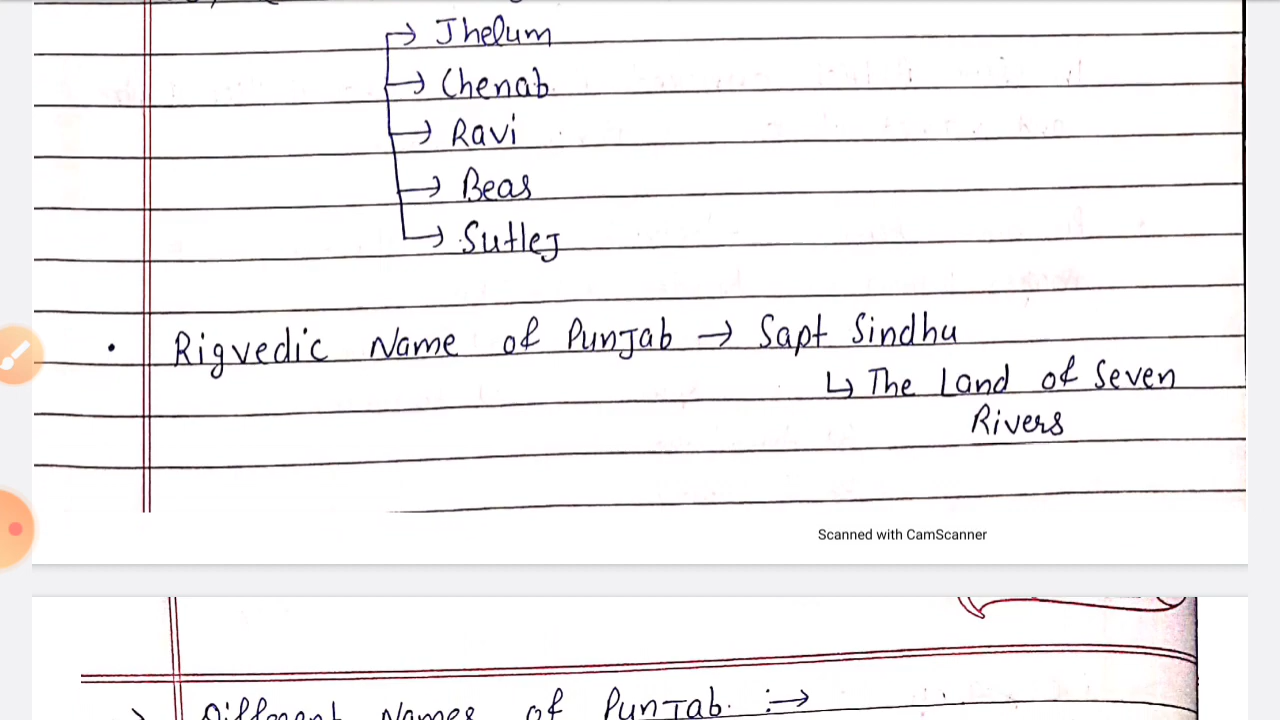 → Jhelum
→ Chenab
→ Ravi
→ Beas
→ Sutlej
• Rigvedic Name of Punjab → Sapt Sindhu
↳ The Land of Seven
Rivers
Scanned with CamScanner
Different Names of Punjab :→